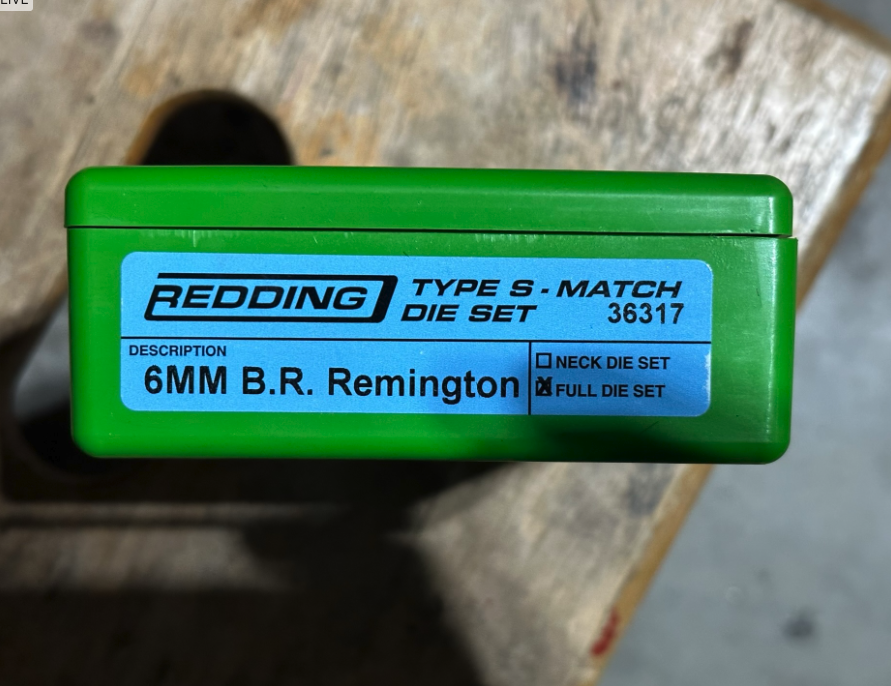 LIVE
REDDING TYPE S - MATCH
DIE SET 36317
DESCRIPTION
6MM B.R. Remington
☐ NECK DIE SET
☒ FULL DIE SET